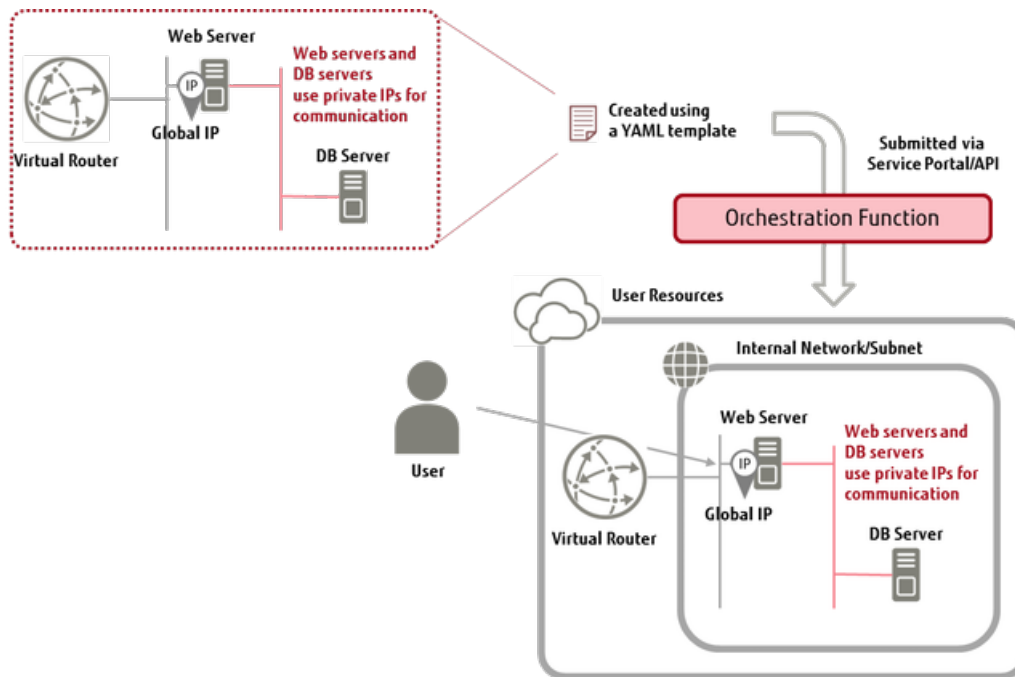 Web Server
Web servers and
DB servers
use private IPs for
communication
IP
Global IP
Virtual Router
DB Server
Created using
a YAML template
Submitted via
Service Portal/API
Orchestration Function
User Resources
Internal Network/Subnet
User
Web Server
Web servers and
DB servers
use private IPs for
communication
IP
Global IP
Virtual Router
DB Server